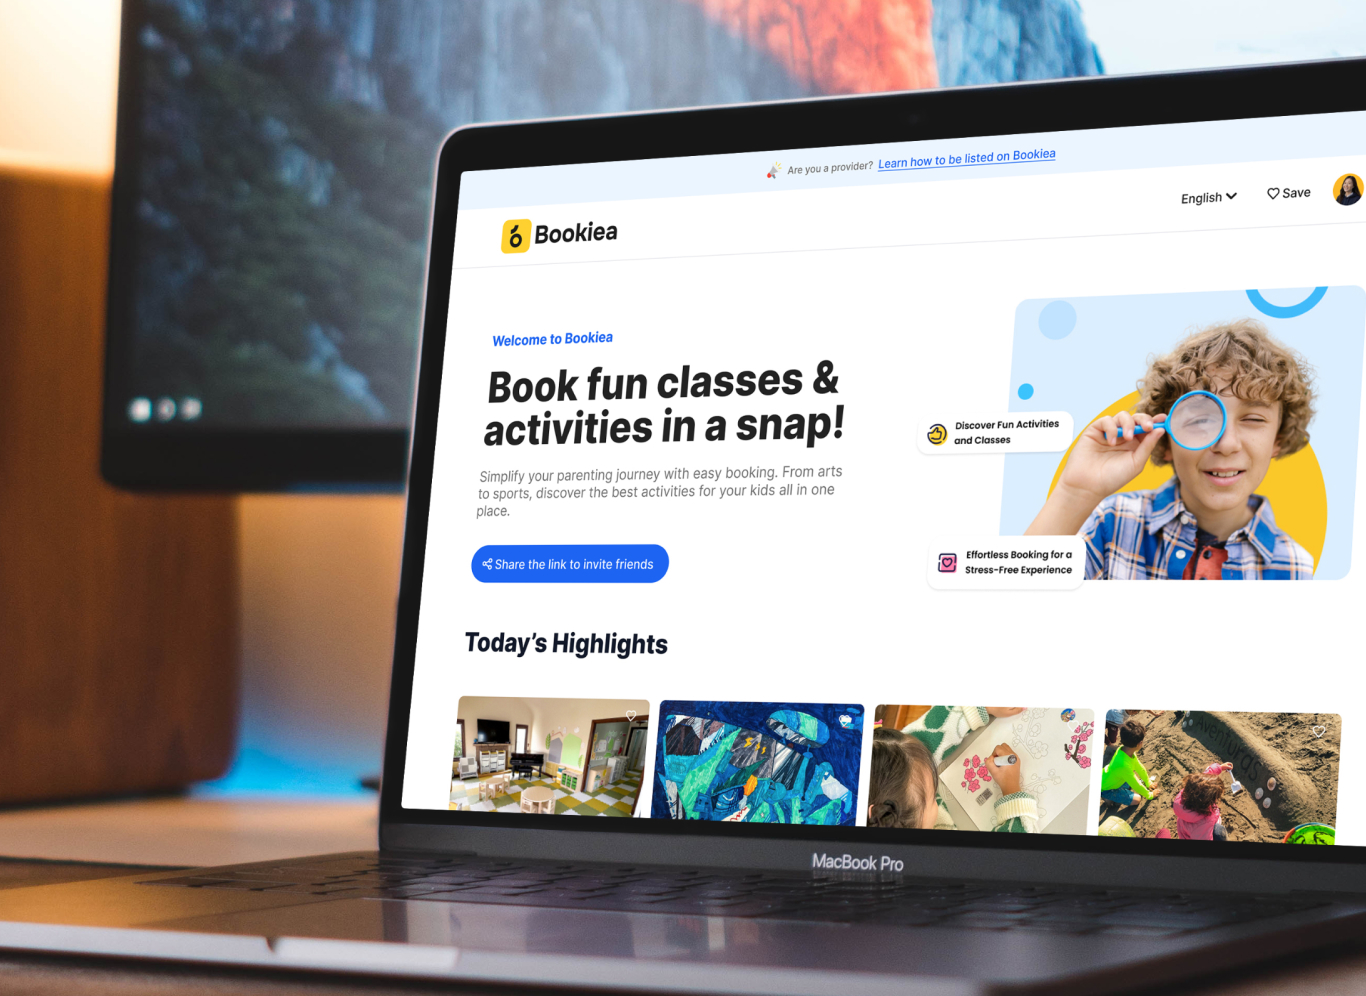 Are you a provider? Learn how to be listed on Bookiea
English
Save
Bookiea
Welcome to Bookiea
Book fun classes &
activities in a snap!
Simplify your parenting journey with easy booking. From arts
to sports, discover the best activities for your kids all in one
place.
Share the link to invite friends
Discover Fun Activities
and Classes
Effortless Booking for a
Stress-Free Experience
Today's Highlights
Aventuras
MacBook Pro